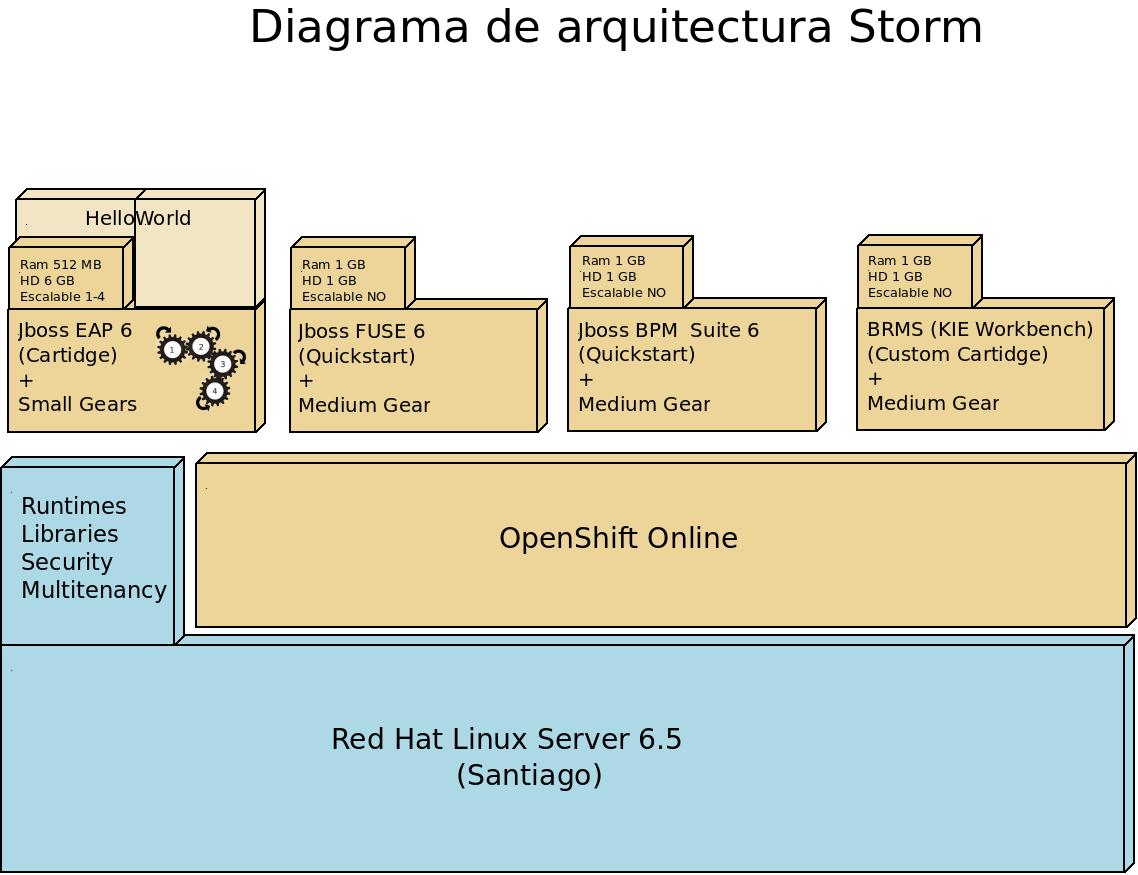 Diagrama de arquitectura Storm
HelloWorld
Ram 512 MB
HD 6 GB
Escalable 1-4
Jboss EAP 6
(Cartidge)
+
Small Gears
1
2
3
4
Ram 1 GB
HD 1 GB
Escalable NO
Jboss FUSE 6
(Quickstart)
+
Medium Gear
Ram 1 GB
HD 1 GB
Escalable NO
Jboss BPM  Suite 6
(Quickstart)
+
Medium Gear
Ram 1 GB
HD 1 GB
Escalable NO
BRMS (KIE Workbench)
(Custom Cartidge)
+
Medium Gear
Runtimes
Libraries
Security
Multitenancy
OpenShift Online
Red Hat Linux Server 6.5
(Santiago)